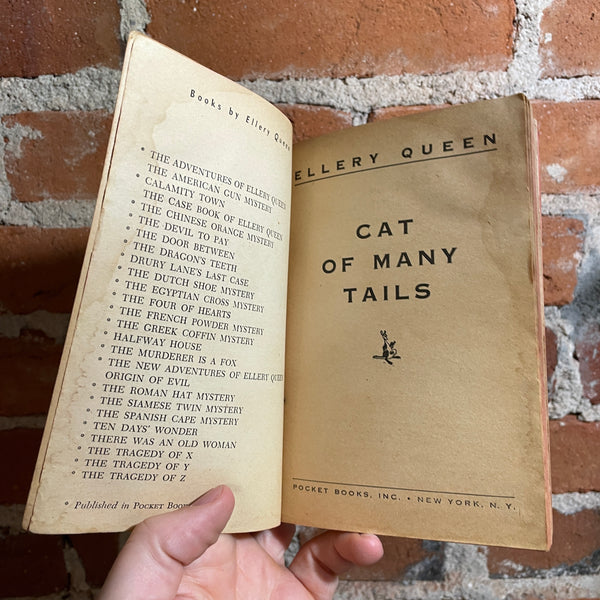 Books by Ellery Queen
° THE ADVENTURES OF ELLERY QUEEN
THE AMERICAN GUN MYSTERY
° CALAMITY TOWN
THE CASE BOOK OF ELLERY QUEEN
° THE CHINESE ORANGE MYSTERY
° THE DEVIL TO PAY
° THE DOOR BETWEEN
° THE DRAGON'S TEETH
DRURY LANE'S LAST CASE
° THE DUTCH SHOE MYSTERY
° THE EGYPTIAN CROSS MYSTERY
° THE FOUR OF HEARTS
° THE FRENCH POWDER MYSTERY
° THE GREEK COFFIN MYSTERY
° HALFWAY HOUSE
° THE MURDERER IS A FOX
° THE NEW ADVENTURES OF ELLERY QUEEN
ORIGIN OF EVIL
° THE ROMAN HAT MYSTERY
° THE SIAMESE TWIN MYSTERY
° THE SPANISH CAPE MYSTERY
° TEN DAYS' WONDER
° THERE WAS AN OLD WOMAN
° THE TRAGEDY OF X
° THE TRAGEDY OF Y
° THE TRAGEDY OF Z
° Published in POCKET BOO
ELLERY QUEEN
CAT
OF MANY
TAILS
POCKET BOOKS, INC. • NEW YORK, N. Y.